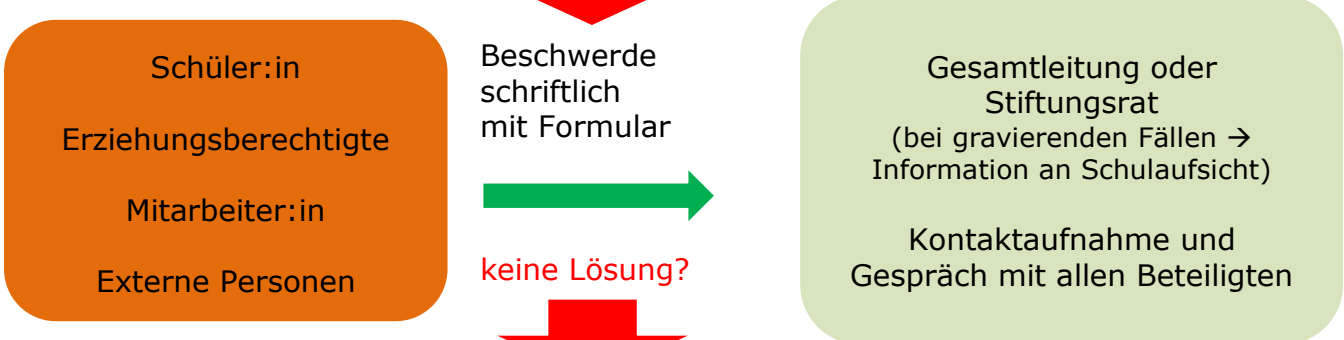 Schüler:in
Erziehungsberechtigte
Mitarbeiter:in
Externe Personen
Beschwerde
schriftlich
mit Formular
keine Lösung?
Gesamtleitung oder
Stiftungsrat
(bei gravierenden Fällen →
Information an Schulaufsicht)
Kontaktaufnahme und
Gespräch mit allen Beteiligten